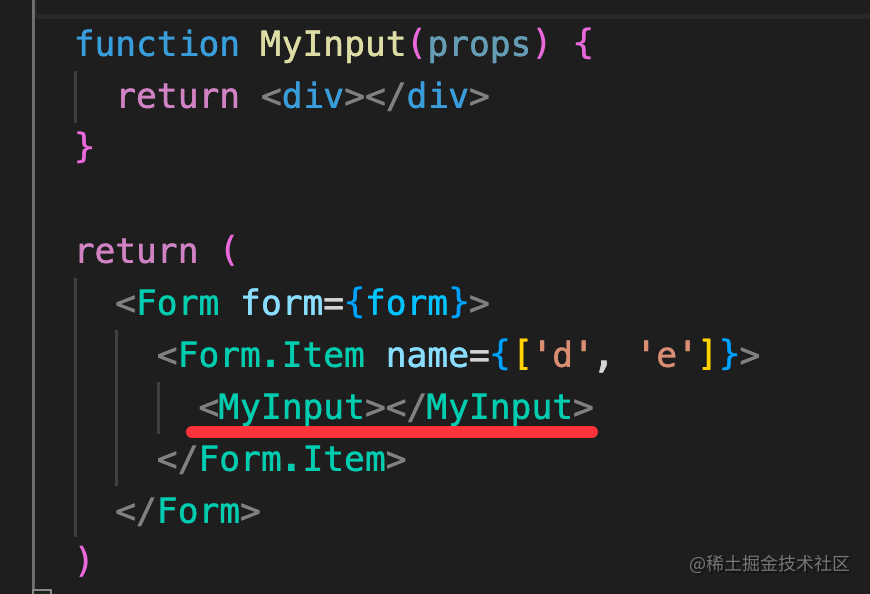 function MyInput(props) {
  return <div></div>
}
return (
  <Form form={form}>
    <Form.Item name={['d', 'e']}>
      <MyInput></MyInput>
    </Form.Item>
  </Form>
)
@稀土掘金技术社区